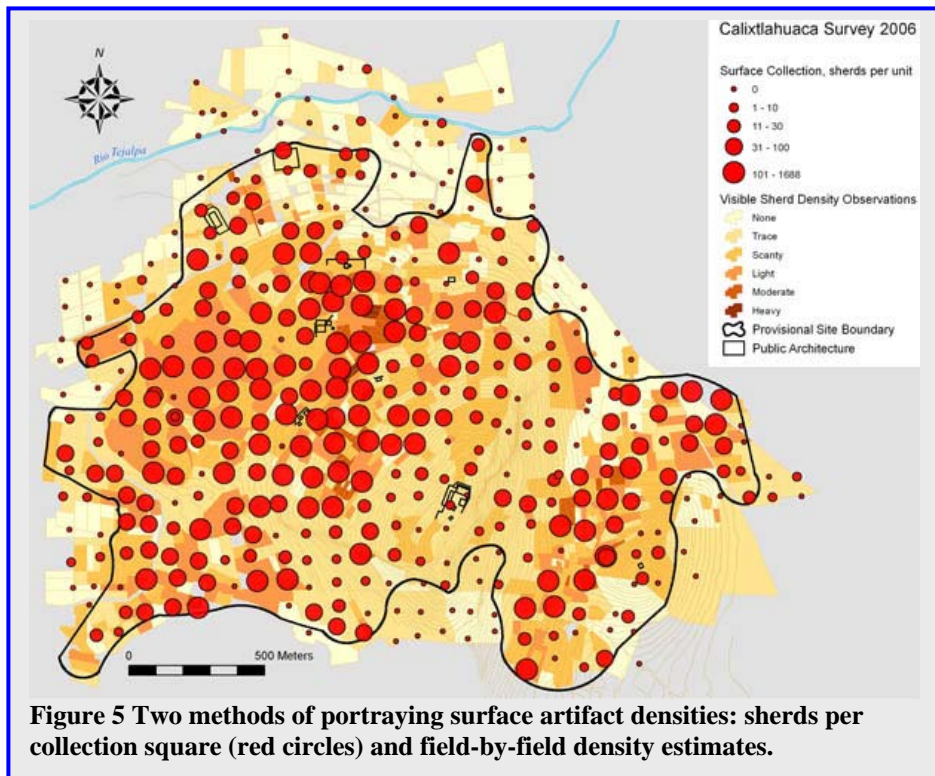 Calixtlahuaca Survey 2006
N
Surface Collection, sherds per unit
0
1 - 10
11 - 30
31 - 100
101 - 1688
Visible Sherd Density Observations
None
Trace
Scanty
Light
Moderate
Heavy
Provisional Site Boundary
Public Architecture
Río Tejalpa
0 500 Meters
Figure 5 Two methods of portraying surface artifact densities: sherds per
collection square (red circles) and field-by-field density estimates.